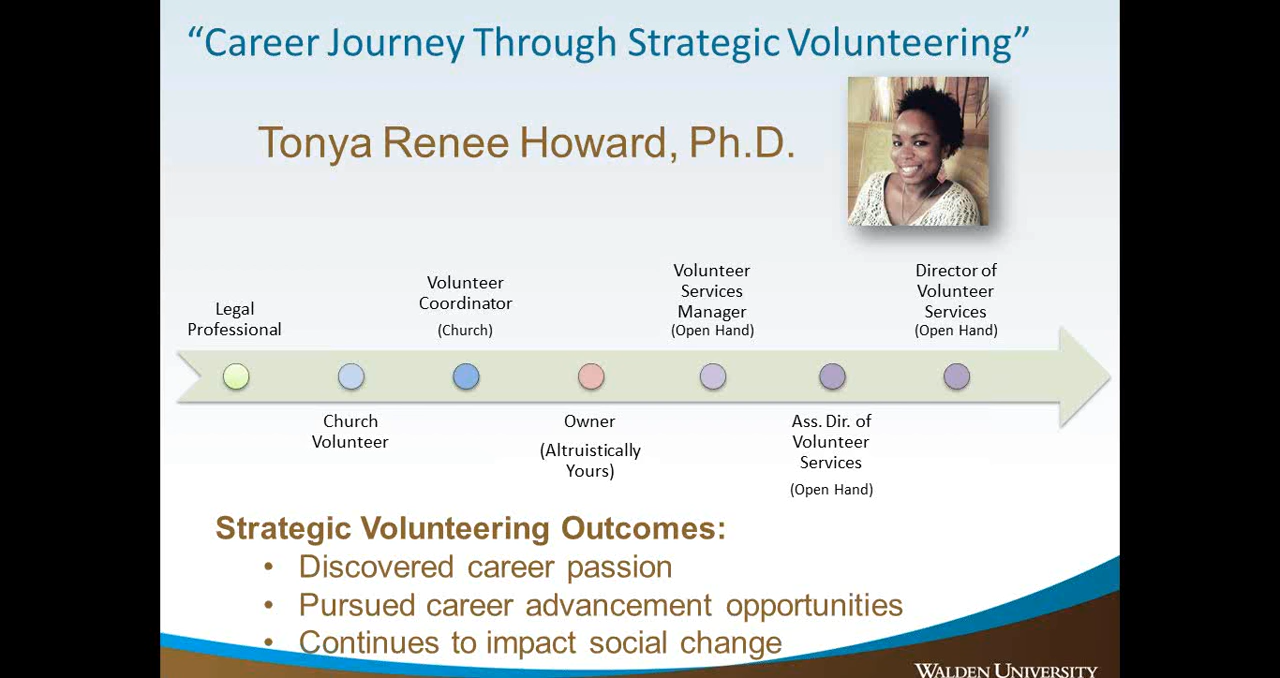 “Career Journey Through Strategic Volunteering”
Tonya Renee Howard, Ph.D.
Legal
Professional
Church
Volunteer
Volunteer
Coordinator
(Church)
Owner
(Altruistically
Yours)
Volunteer
Services
Manager
(Open Hand)
Ass. Dir. of
Volunteer
Services
(Open Hand)
Director of
Volunteer
Services
(Open Hand)
Strategic Volunteering Outcomes:
• Discovered career passion
• Pursued career advancement opportunities
• Continues to impact social change
WALDEN UNIVERSITY